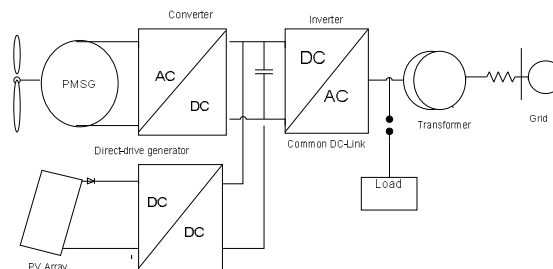 Converter
Inverter
PMSG
AC
DC
DC
AC
Transformer
Grid
Direct-drive generator
Common DC-Link
Load
DC
DC
PV Array